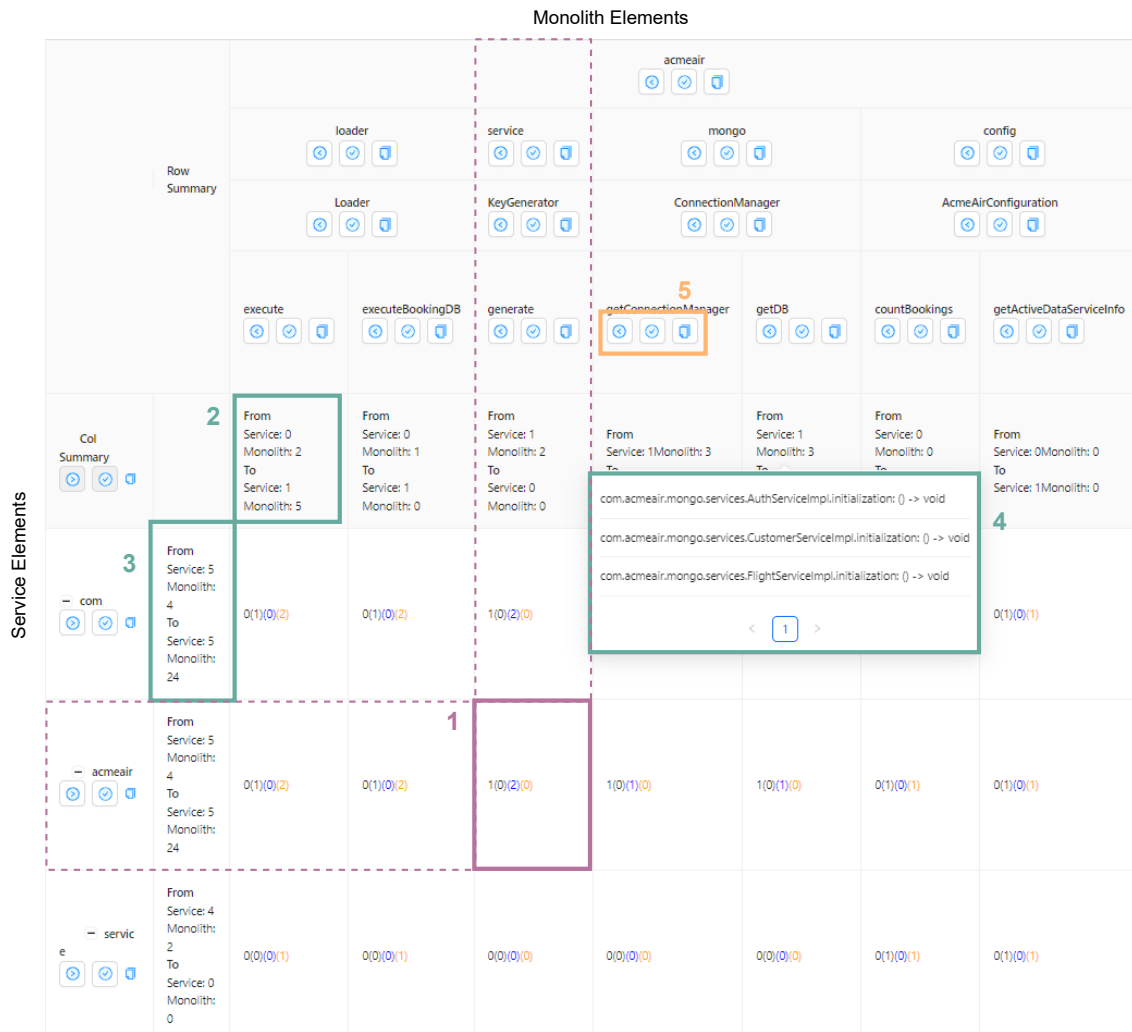 Monolith Elements
acmeair
loader service mongo config
Row
Summary
Loader KeyGenerator ConnectionManager AcmeAirConfiguration
5
execute executeBookingDB generate getConnectionManager getDB countBookings getActiveDataServiceInfo
Service Elements
Col
Summary
2
From
Service: 0
Monolith: 2
To
Service: 1
Monolith: 5
From
Service: 0
Monolith: 1
To
Service: 1
Monolith: 0
From
Service: 1
Monolith: 2
To
Service: 0
Monolith: 0
From
Service: 1Monolith: 3
To
From
Service: 1
Monolith: 3
To
From
Service: 0
Monolith: 0
To
From
Service: 0Monolith: 0
To
Service: 1Monolith: 0
com.acmeair.mongo.services.AuthServiceImpl.initialization: () -> void
com.acmeair.mongo.services.CustomerServiceImpl.initialization: () -> void
com.acmeair.mongo.services.FlightServiceImpl.initialization: () -> void
< 1 >
4
3
− com
From
Service: 5
Monolith:
4
To
Service: 5
Monolith:
24
0(1)(0)(2) 0(1)(0)(2) 1(0)(2)(0) 0(1)(0)(1)
1
− acmeair
From
Service: 5
Monolith:
4
To
Service: 5
Monolith:
24
0(1)(0)(2) 0(1)(0)(2) 1(0)(2)(0) 1(0)(1)(0) 1(0)(1)(0) 0(1)(0)(1) 0(1)(0)(1)
− servic
e
From
Service: 4
Monolith:
2
To
Service: 0
Monolith:
0
0(0)(0)(1) 0(0)(0)(1) 0(0)(0)(0) 0(0)(0)(0) 0(0)(0)(0) 0(1)(0)(1) 0(1)(0)(1)